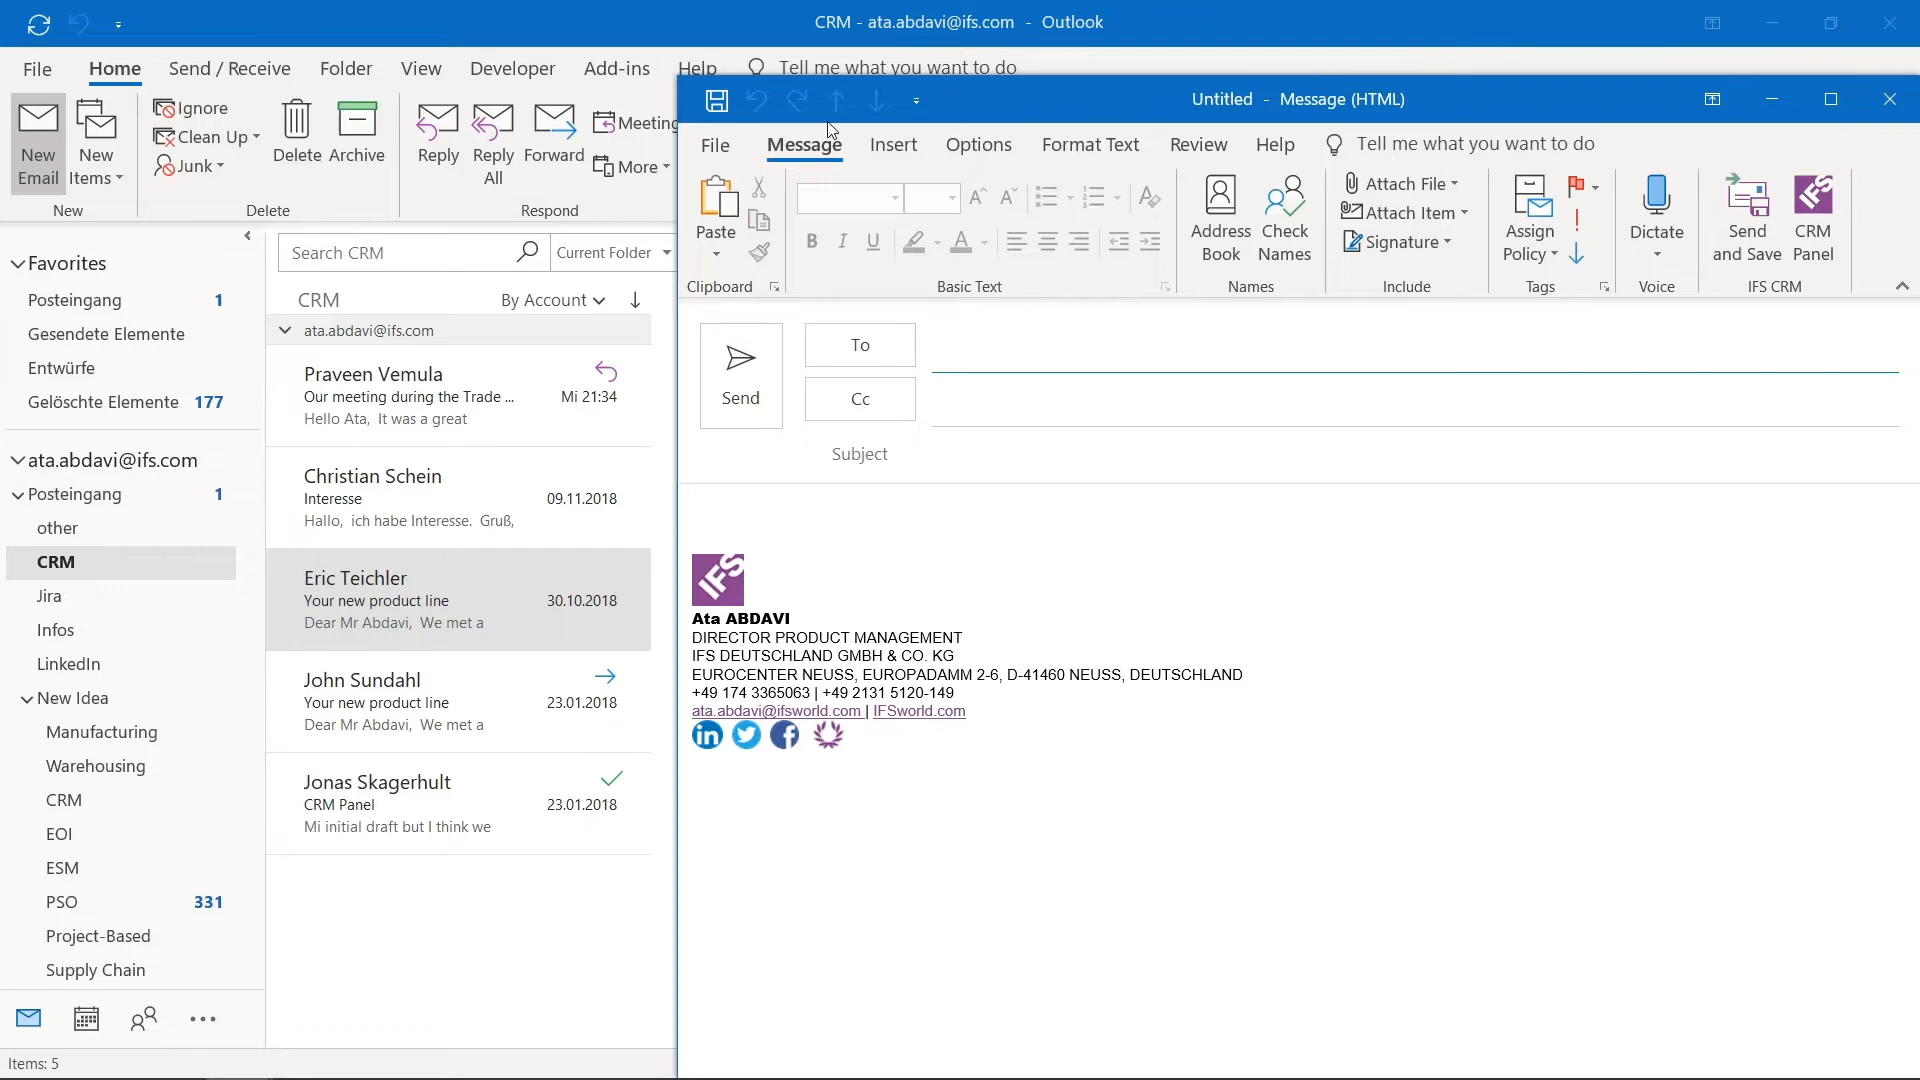 CRM - ata.abdavi@ifs.com - Outlook
File Home Send / Receive Folder View Developer Add-ins Help Tell me what you want to do
New Email
New Items
New
Ignore
Clean Up
Junk
Delete
Archive
Delete
Reply
Reply All
Forward
Meeting
More
Respond
Favorites
Posteingang 1
Gesendete Elemente
Entwürfe
Gelöschte Elemente 177
ata.abdavi@ifs.com
Posteingang 1
other
CRM
Jira
Infos
LinkedIn
New Idea
Manufacturing
Warehousing
CRM
EOI
ESM
PSO 331
Project-Based
Supply Chain
Items: 5
Search CRM Current Folder
CRM By Account
ata.abdavi@ifs.com
Praveen Vemula
Our meeting during the Trade ... Mi 21:34
Hello Ata, It was a great
Christian Schein
Interesse 09.11.2018
Hallo, ich habe Interesse. Gruß,
Eric Teichler
Your new product line 30.10.2018
Dear Mr Abdavi, We met a
John Sundahl
Your new product line 23.01.2018
Dear Mr Abdavi, We met a
Jonas Skagerhult
CRM Panel 23.01.2018
Mi initial draft but I think we
Untitled - Message (HTML)
File Message Insert Options Format Text Review Help Tell me what you want to do
Paste
Clipboard
B I U A
Basic Text
Address Book
Check Names
Names
Attach File
Attach Item
Signature
Include
Assign Policy
Tags
Dictate
Voice
Send and Save
IFS
CRM Panel
IFS CRM
Send
To
Cc
Subject
IFS
Ata ABDAVI
DIRECTOR PRODUCT MANAGEMENT
IFS DEUTSCHLAND GMBH & CO. KG
EUROCENTER NEUSS, EUROPADAMM 2-6, D-41460 NEUSS, DEUTSCHLAND
+49 174 3365063 | +49 2131 5120-149
ata.abdavi@ifsworld.com | IFSworld.com
in f